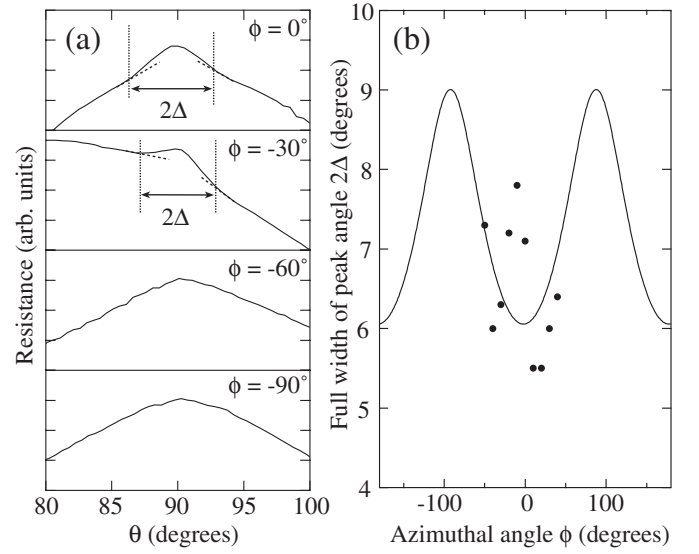 (a)
ϕ = 0°
2Δ
ϕ = -30°
2Δ
ϕ = -60°
ϕ = -90°
Resistance (arb. units)
80 85 90 95 100
θ (degrees)
(b)
10
9
8
7
6
5
4
Full width of peak angle 2Δ (degrees)
-100 0 100
Azimuthal angle ϕ (degrees)